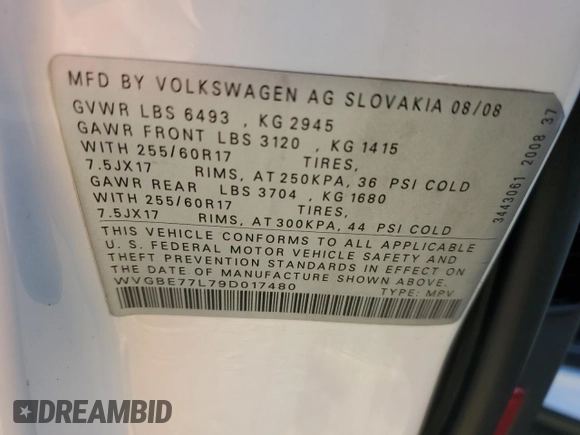 MFD BY VOLKSWAGEN AG SLOVAKIA 08/08
GVWR LBS 6493 , KG 2945
GAWR FRONT LBS 3120 , KG 1415
WITH 255/60R17 TIRES,
7.5JX17 RIMS, AT 250KPA, 36 PSI COLD
GAWR REAR LBS 3704 , KG 1680
WITH 255/60R17 TIRES,
7.5JX17 RIMS, AT 300KPA, 44 PSI COLD
THIS VEHICLE CONFORMS TO ALL APPLICABLE
U. S. FEDERAL MOTOR VEHICLE SAFETY AND
THEFT PREVENTION STANDARDS IN EFFECT ON
THE DATE OF MANUFACTURE SHOWN ABOVE.
WVGBE77L79D017480 TYPE: MPV
3443061 2008 37
DREAMBID